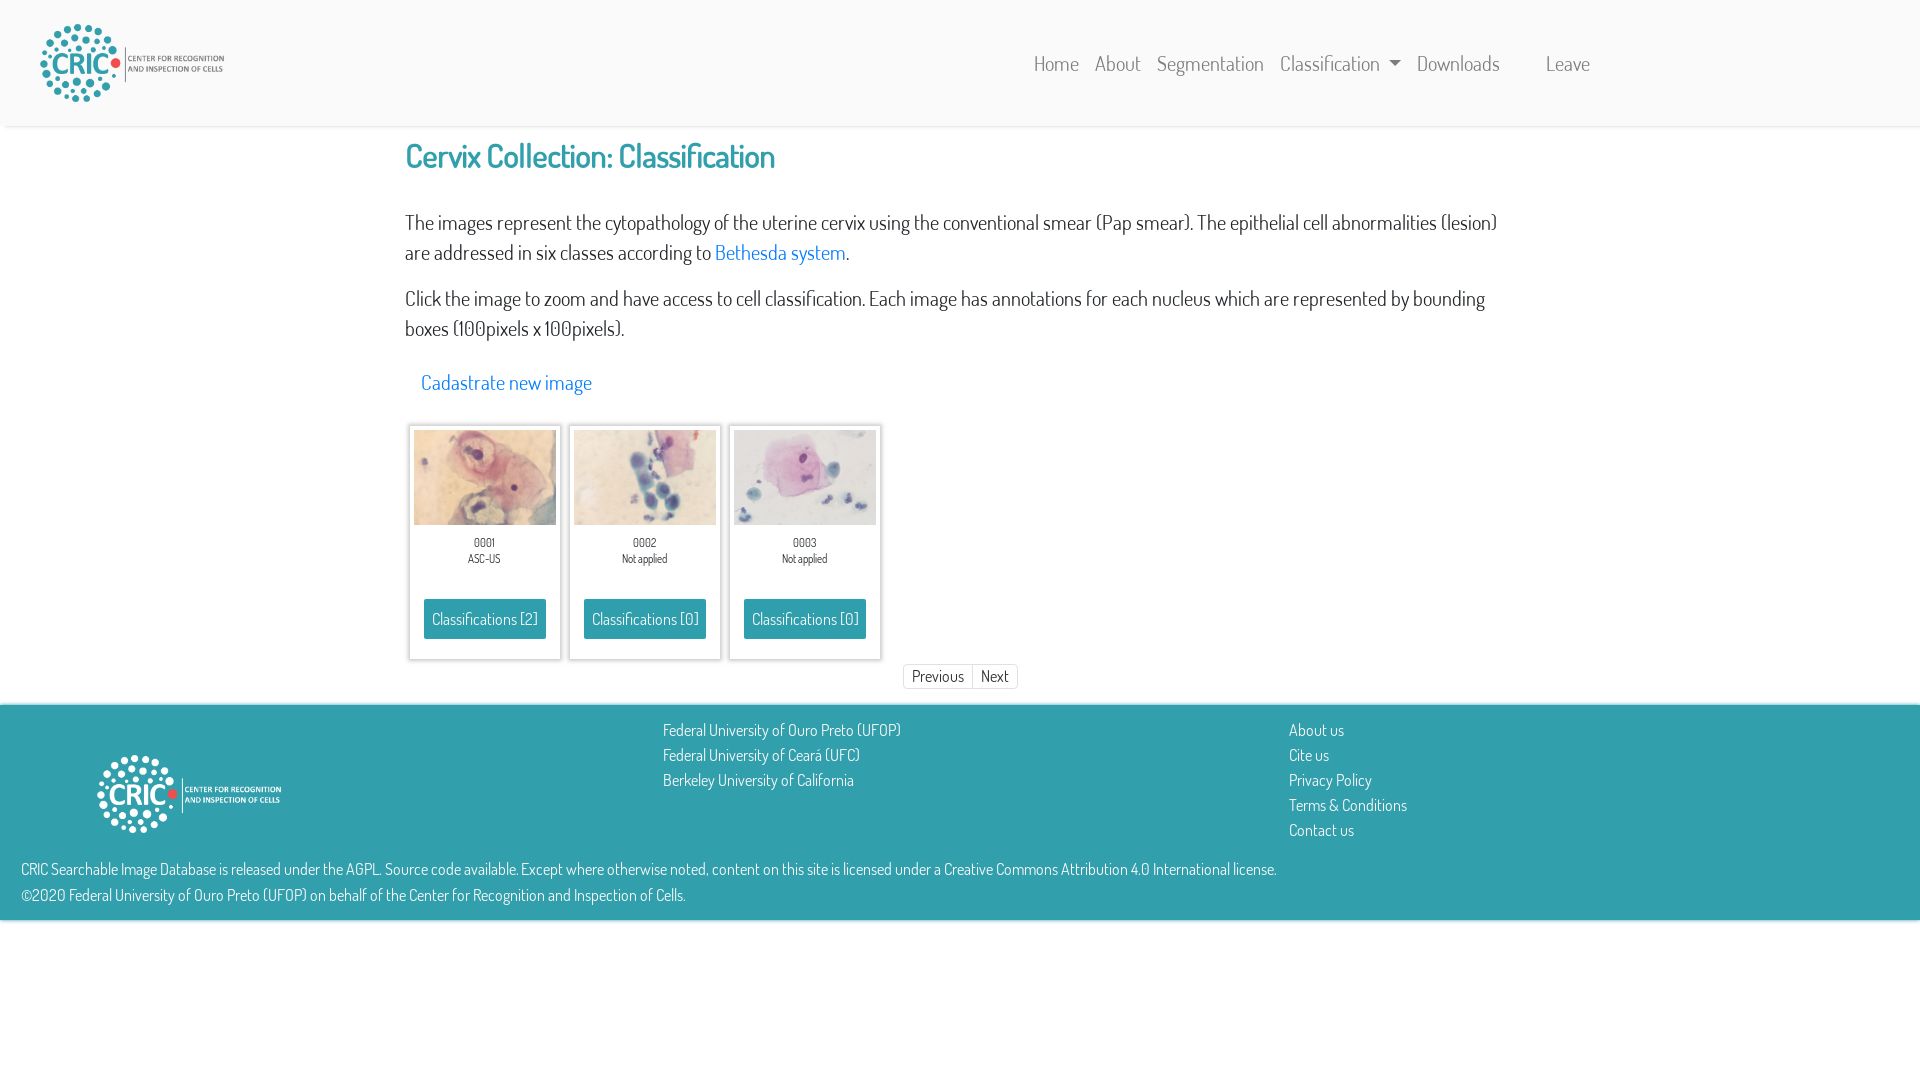 CRIC CENTER FOR RECOGNITION
AND INSPECTION OF CELLS
Home About Segmentation Classification Downloads Leave
Cervix Collection: Classification
The images represent the cytopathology of the uterine cervix using the conventional smear (Pap smear). The epithelial cell abnormalities (lesion)
are addressed in six classes according to Bethesda system.
Click the image to zoom and have access to cell classification. Each image has annotations for each nucleus which are represented by bounding
boxes (100pixels x 100pixels).
Cadastrate new image
0001
ASC-US
Classifications [2]
0002
Not applied
Classifications [0]
0003
Not applied
Classifications [0]
Previous Next
CRIC CENTER FOR RECOGNITION
AND INSPECTION OF CELLS
Federal University of Ouro Preto (UFOP)
Federal University of Ceará (UFC)
Berkeley University of California
About us
Cite us
Privacy Policy
Terms & Conditions
Contact us
CRIC Searchable Image Database is released under the AGPL. Source code available. Except where otherwise noted, content on this site is licensed under a Creative Commons Attribution 4.0 International license.
©2020 Federal University of Ouro Preto (UFOP) on behalf of the Center for Recognition and Inspection of Cells.